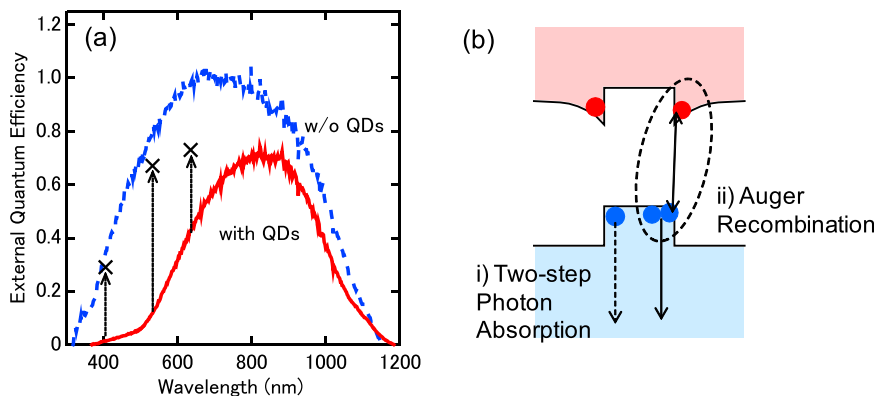 (a)
External Quantum Efficiency
1.2
1.0
0.8
0.6
0.4
0.2
0
400
600
800
1000
1200
Wavelength (nm)
w/o QDs
with QDs
(b)
ii) Auger
Recombination
i) Two-step
Photon
Absorption